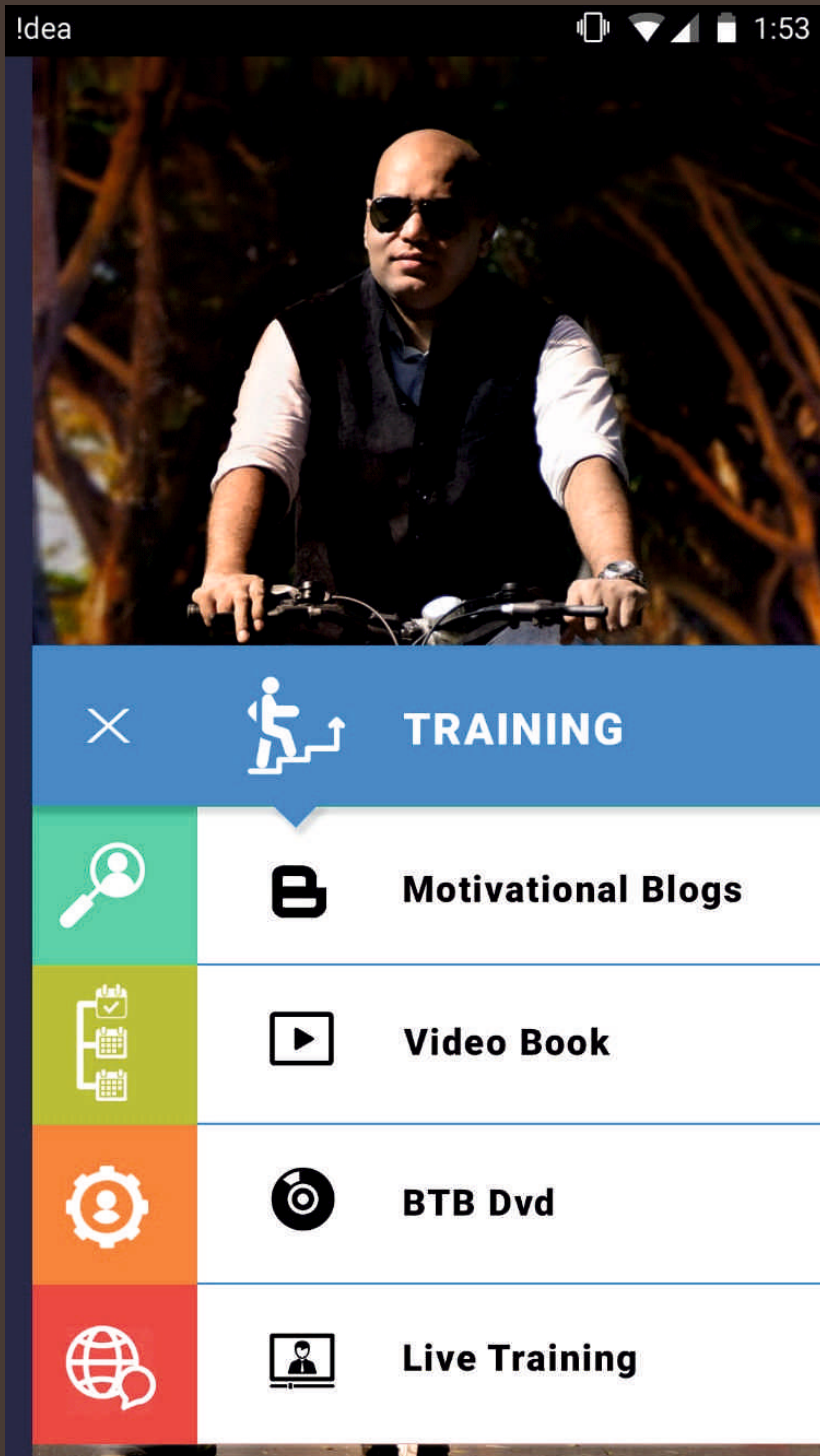 !dea
1:53
TRAINING
Motivational Blogs
Video Book
BTB Dvd
Live Training